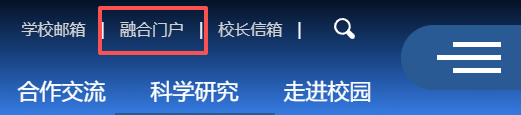 学校邮箱 | 融合门户 | 校长信箱 |
合作交流 科学研究 走进校园